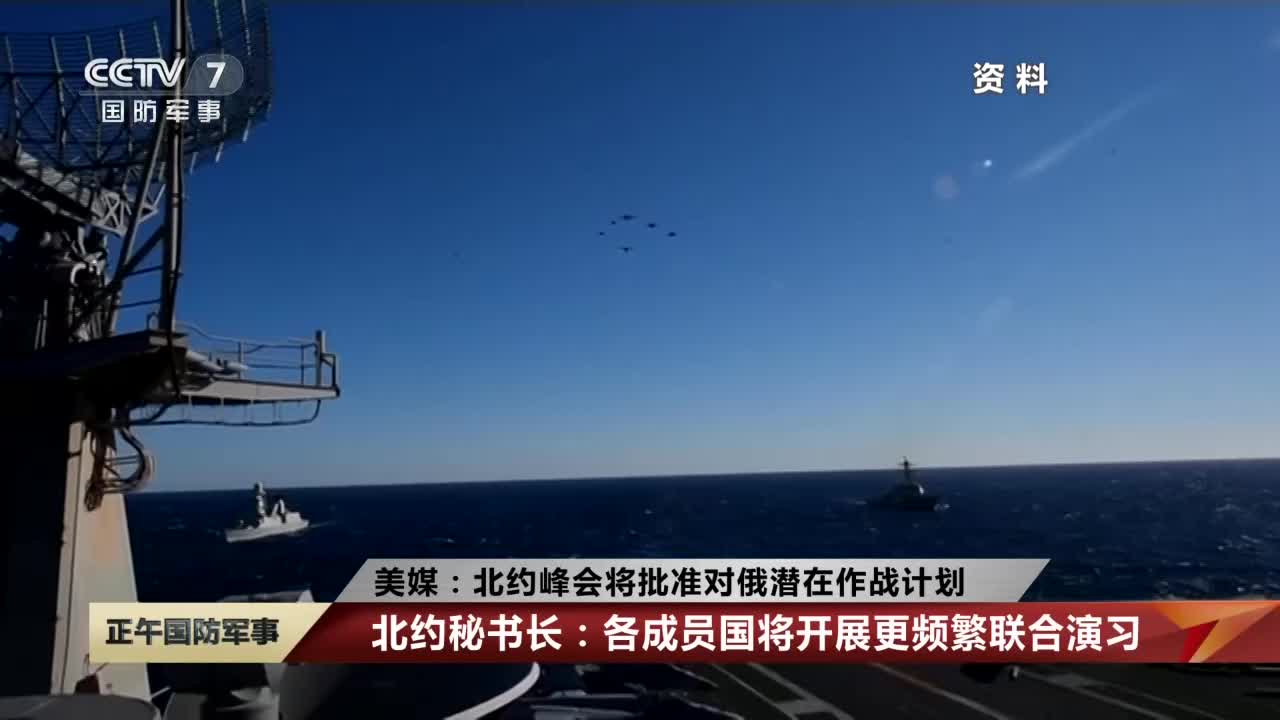 CCTV 7
国防军事
资料
美媒：北约峰会将批准对俄潜在作战计划
正午国防军事
北约秘书长：各成员国将开展更频繁联合演习